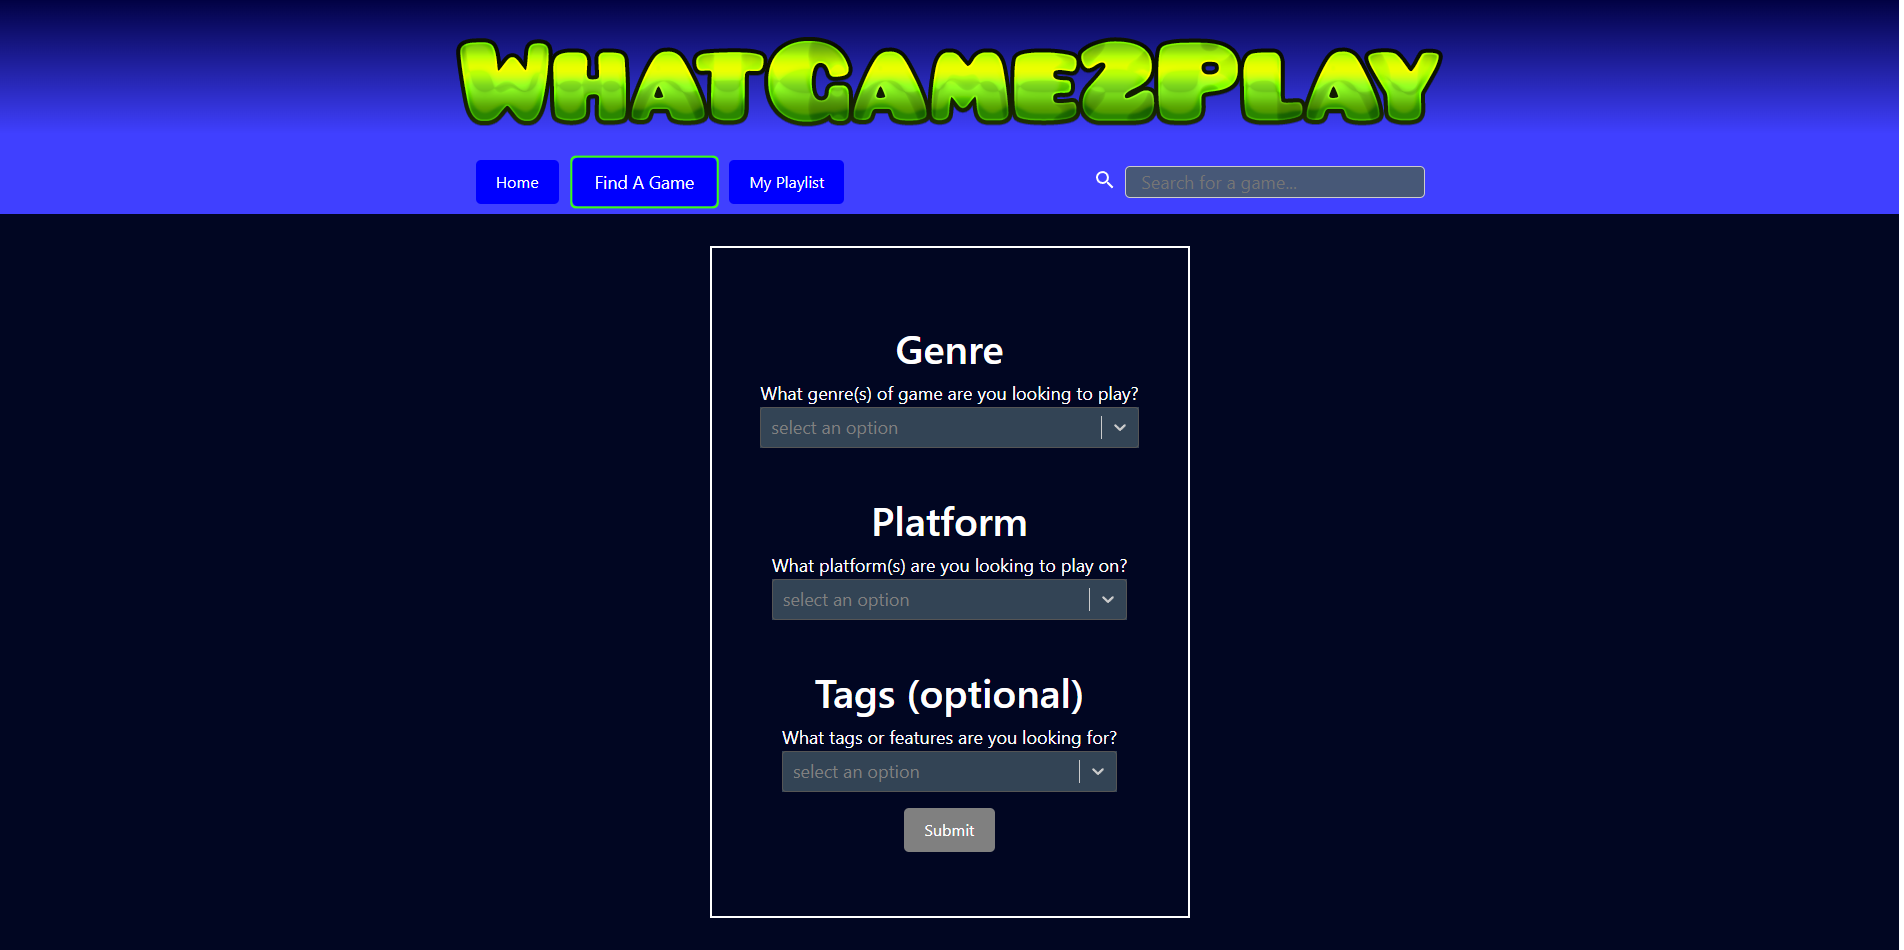 WhatGame2Play
Home
Find A Game
My Playlist
Search for a game...
Genre
What genre(s) of game are you looking to play?
select an option
Platform
What platform(s) are you looking to play on?
select an option
Tags (optional)
What tags or features are you looking for?
select an option
Submit